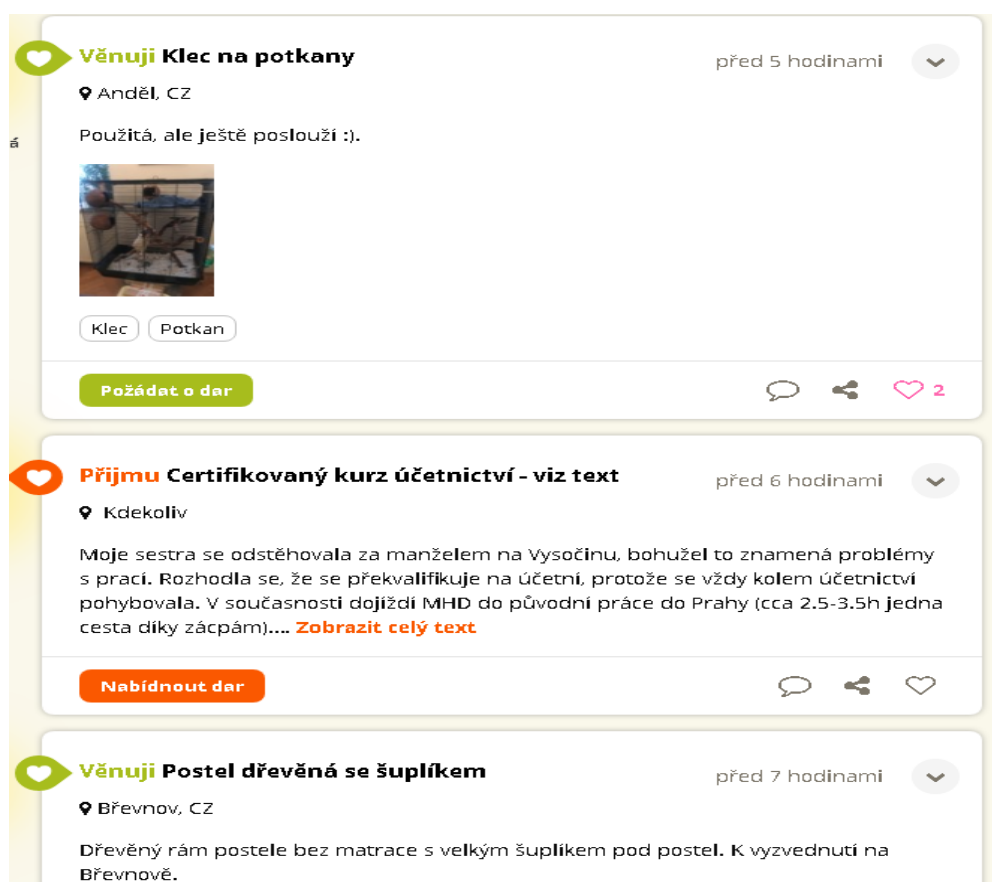 Věnuji Klec na potkany
před 5 hodinami
Anděl, CZ
á
Použitá, ale ještě poslouží :).
Klec Potkan
Požádat o dar
2
Přijmu Certifikovaný kurz účetnictví - viz text
před 6 hodinami
Kdekoliv
Moje sestra se odstěhovala za manželem na Vysočinu, bohužel to znamená problémy
s prací. Rozhodla se, že se překvalifikuje na účetní, protože se vždy kolem účetnictví
pohybovala. V současnosti dojíždí MHD do původní práce do Prahy (cca 2.5-3.5h jedna
cesta díky zácpám).... Zobrazit celý text
Nabídnout dar
Věnuji Postel dřevěná se šuplíkem
před 7 hodinami
Břevnov, CZ
Dřevěný rám postele bez matrace s velkým šuplíkem pod postel. K vyzvednutí na
Břevnově.